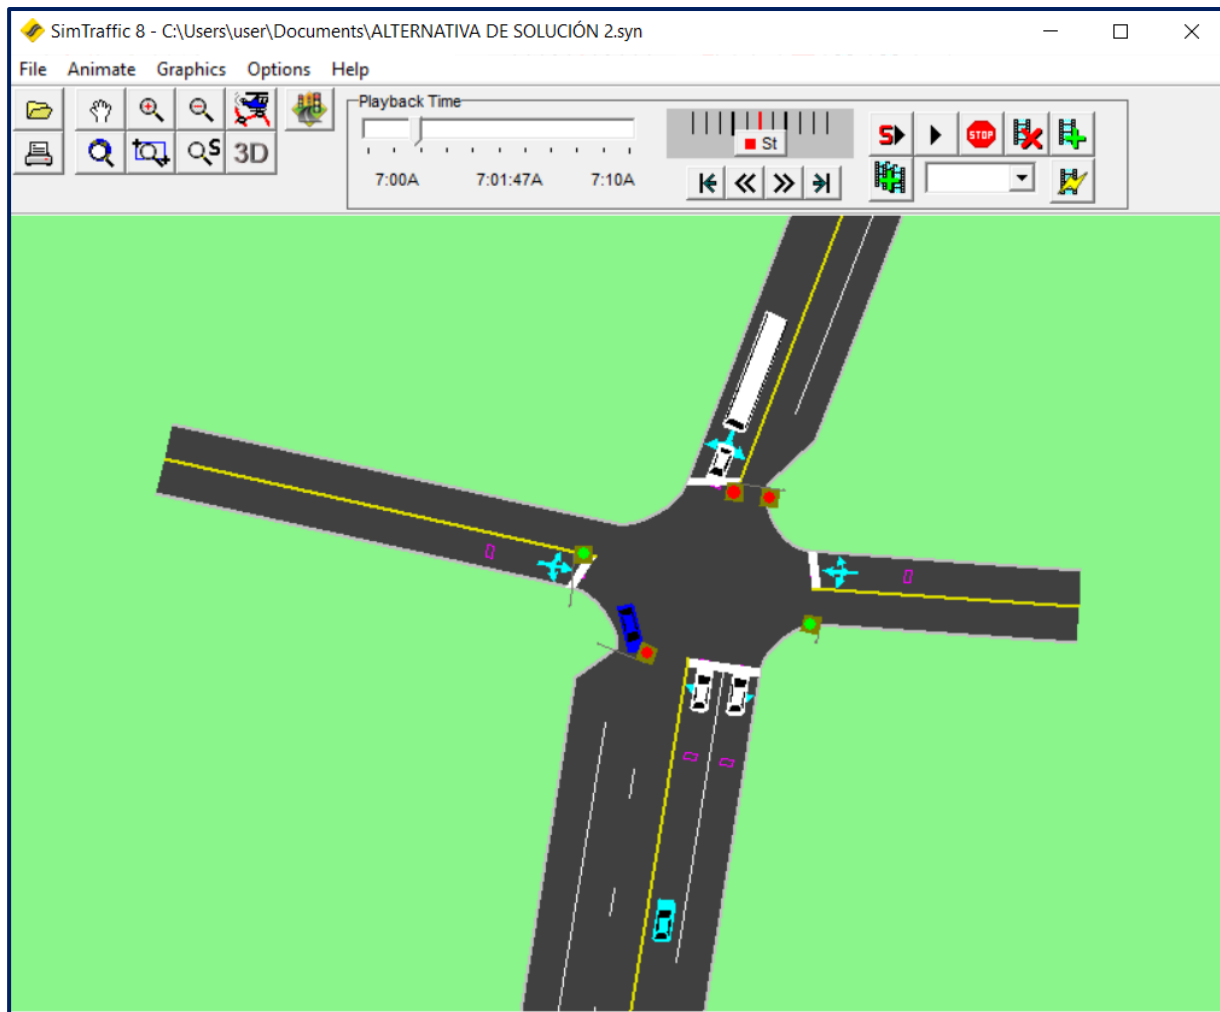 SimTraffic 8 - C:\Users\user\Documents\ALTERNATIVA DE SOLUCIÓN 2.syn
File Animate Graphics Options Help
Playback Time
St
S
STOP
S
3D
7:00A 7:01:47A 7:10A